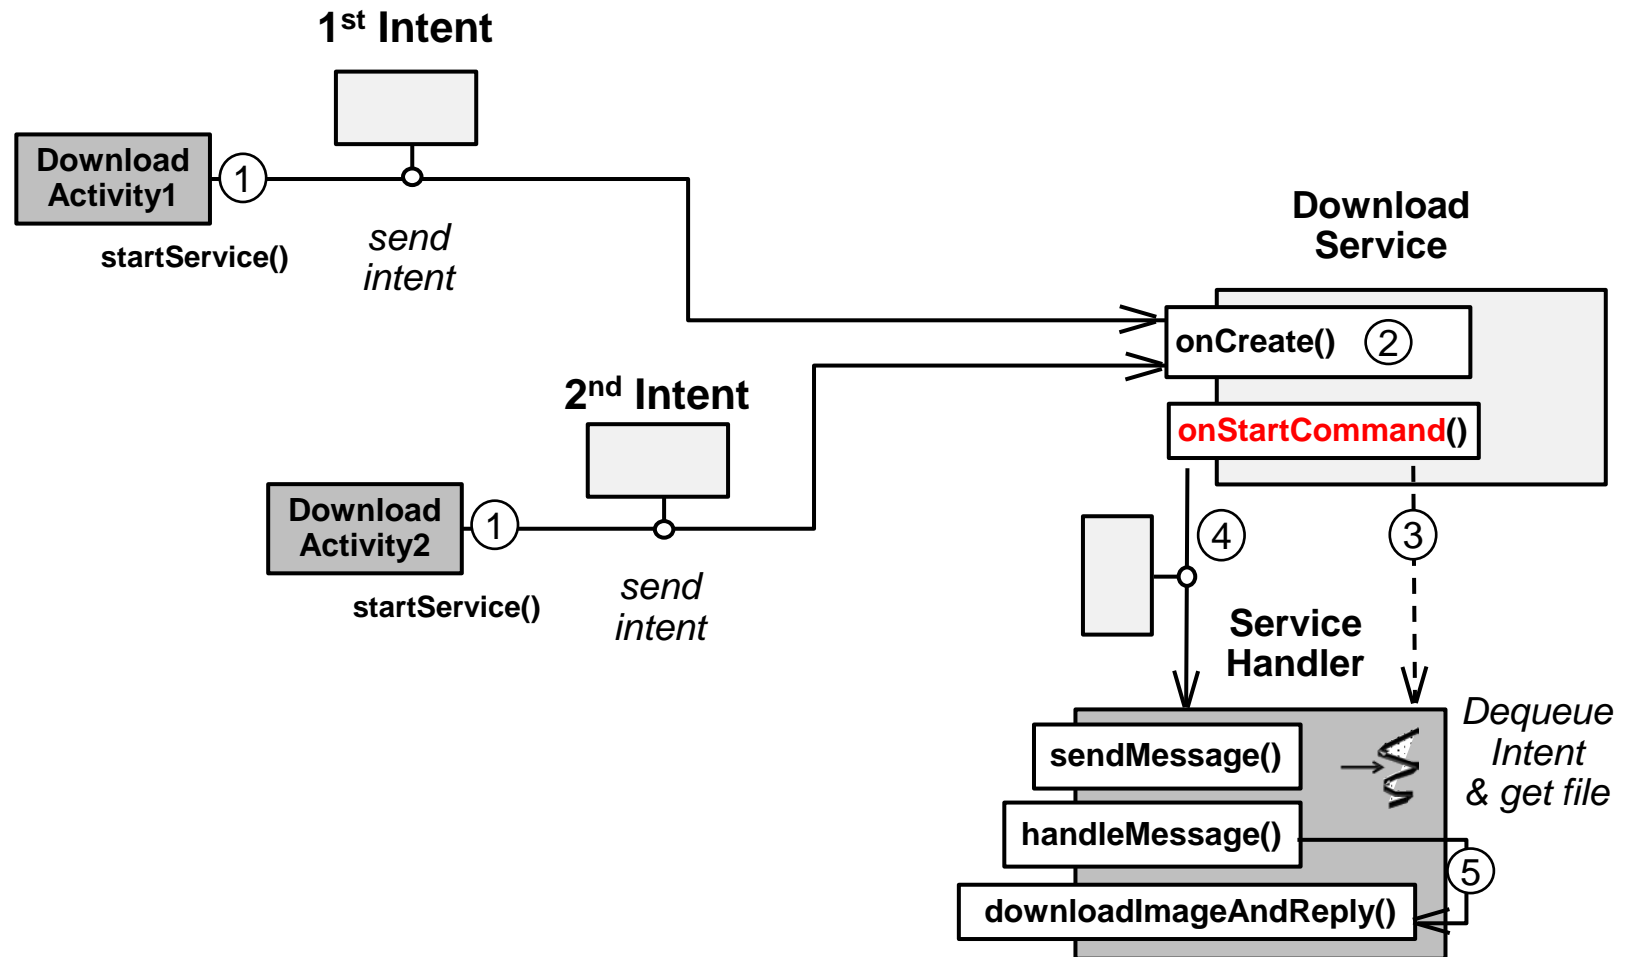 1st Intent
Download
Activity1
1
startService()
send
intent
Download
Service
onCreate()
2
onStartCommand()
2nd Intent
Download
Activity2
1
startService()
send
intent
4
3
Service
Handler
Dequeue
Intent
& get file
sendMessage()
handleMessage()
5
downloadImageAndReply()